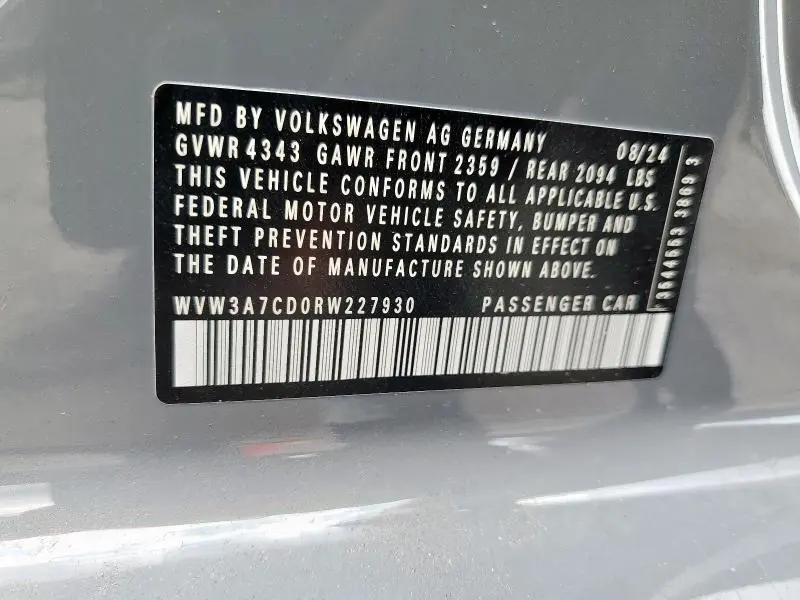 MFD BY VOLKSWAGEN AG GERMANY 08/24
GVWR 4343 GAWR FRONT 2359 / REAR 2094 LBS
THIS VEHICLE CONFORMS TO ALL APPLICABLE U.S.
FEDERAL MOTOR VEHICLE SAFETY, BUMPER AND
THEFT PREVENTION STANDARDS IN EFFECT ON
THE DATE OF MANUFACTURE SHOWN ABOVE.
WVW3A7CD0RW227930 PASSENGER CAR